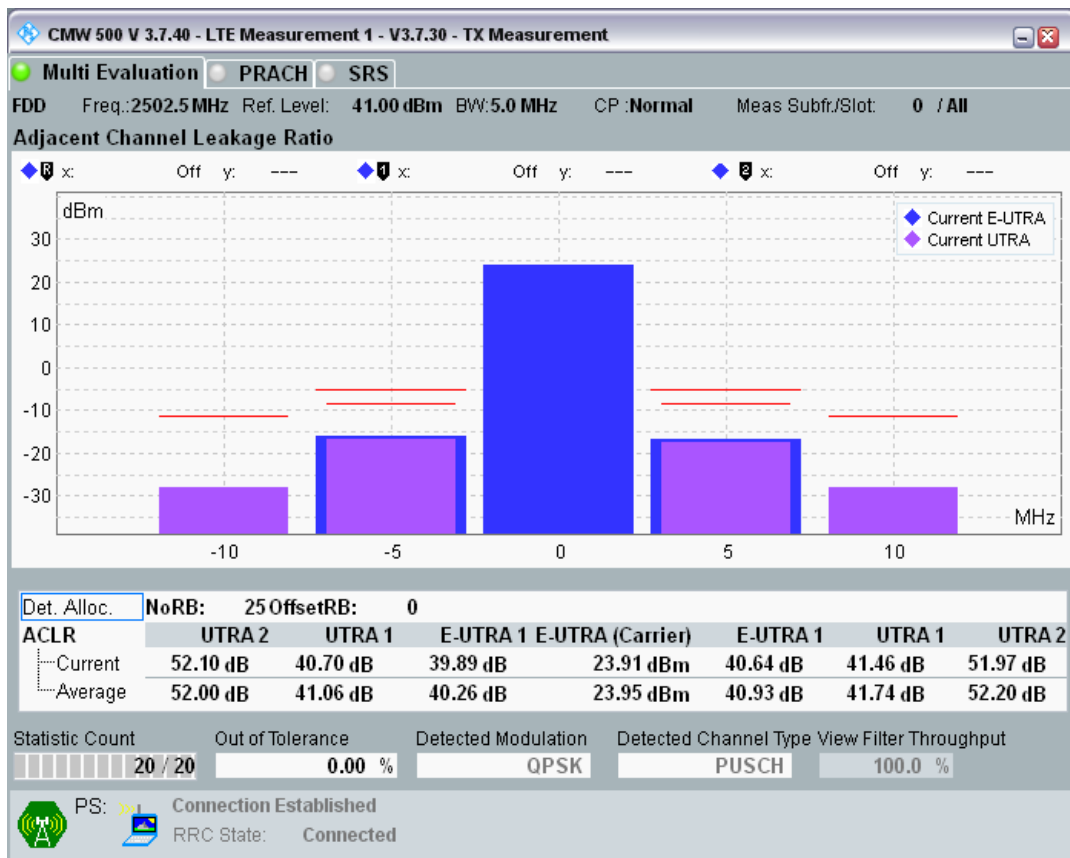 CMW 500 V 3.7.40 - LTE Measurement 1 - V3.7.30 - TX Measurement
Multi Evaluation PRACH SRS
FDD Freq.:2502.5 MHz Ref. Level: 41.00 dBm BW:5.0 MHz CP :Normal Meas Subfr./Slot: 0 / All
Adjacent Channel Leakage Ratio
R x: Off y: --- 1 x: Off y: --- 2 x: Off y: ---
dBm
Current E-UTRA
Current UTRA
30
20
10
0
-10
-20
-30
MHz
-10 -5 0 5 10
Det. Alloc. NoRB: 25 OffsetRB: 0
ACLR UTRA 2 UTRA 1 E-UTRA 1 E-UTRA (Carrier) E-UTRA 1 UTRA 1 UTRA 2
Current 52.10 dB 40.70 dB 39.89 dB 23.91 dBm 40.64 dB 41.46 dB 51.97 dB
Average 52.00 dB 41.06 dB 40.26 dB 23.95 dBm 40.93 dB 41.74 dB 52.20 dB
Statistic Count Out of Tolerance Detected Modulation Detected Channel Type View Filter Throughput
20 / 20 0.00 % QPSK PUSCH 100.0 %
PS: Connection Established
RRC State: Connected